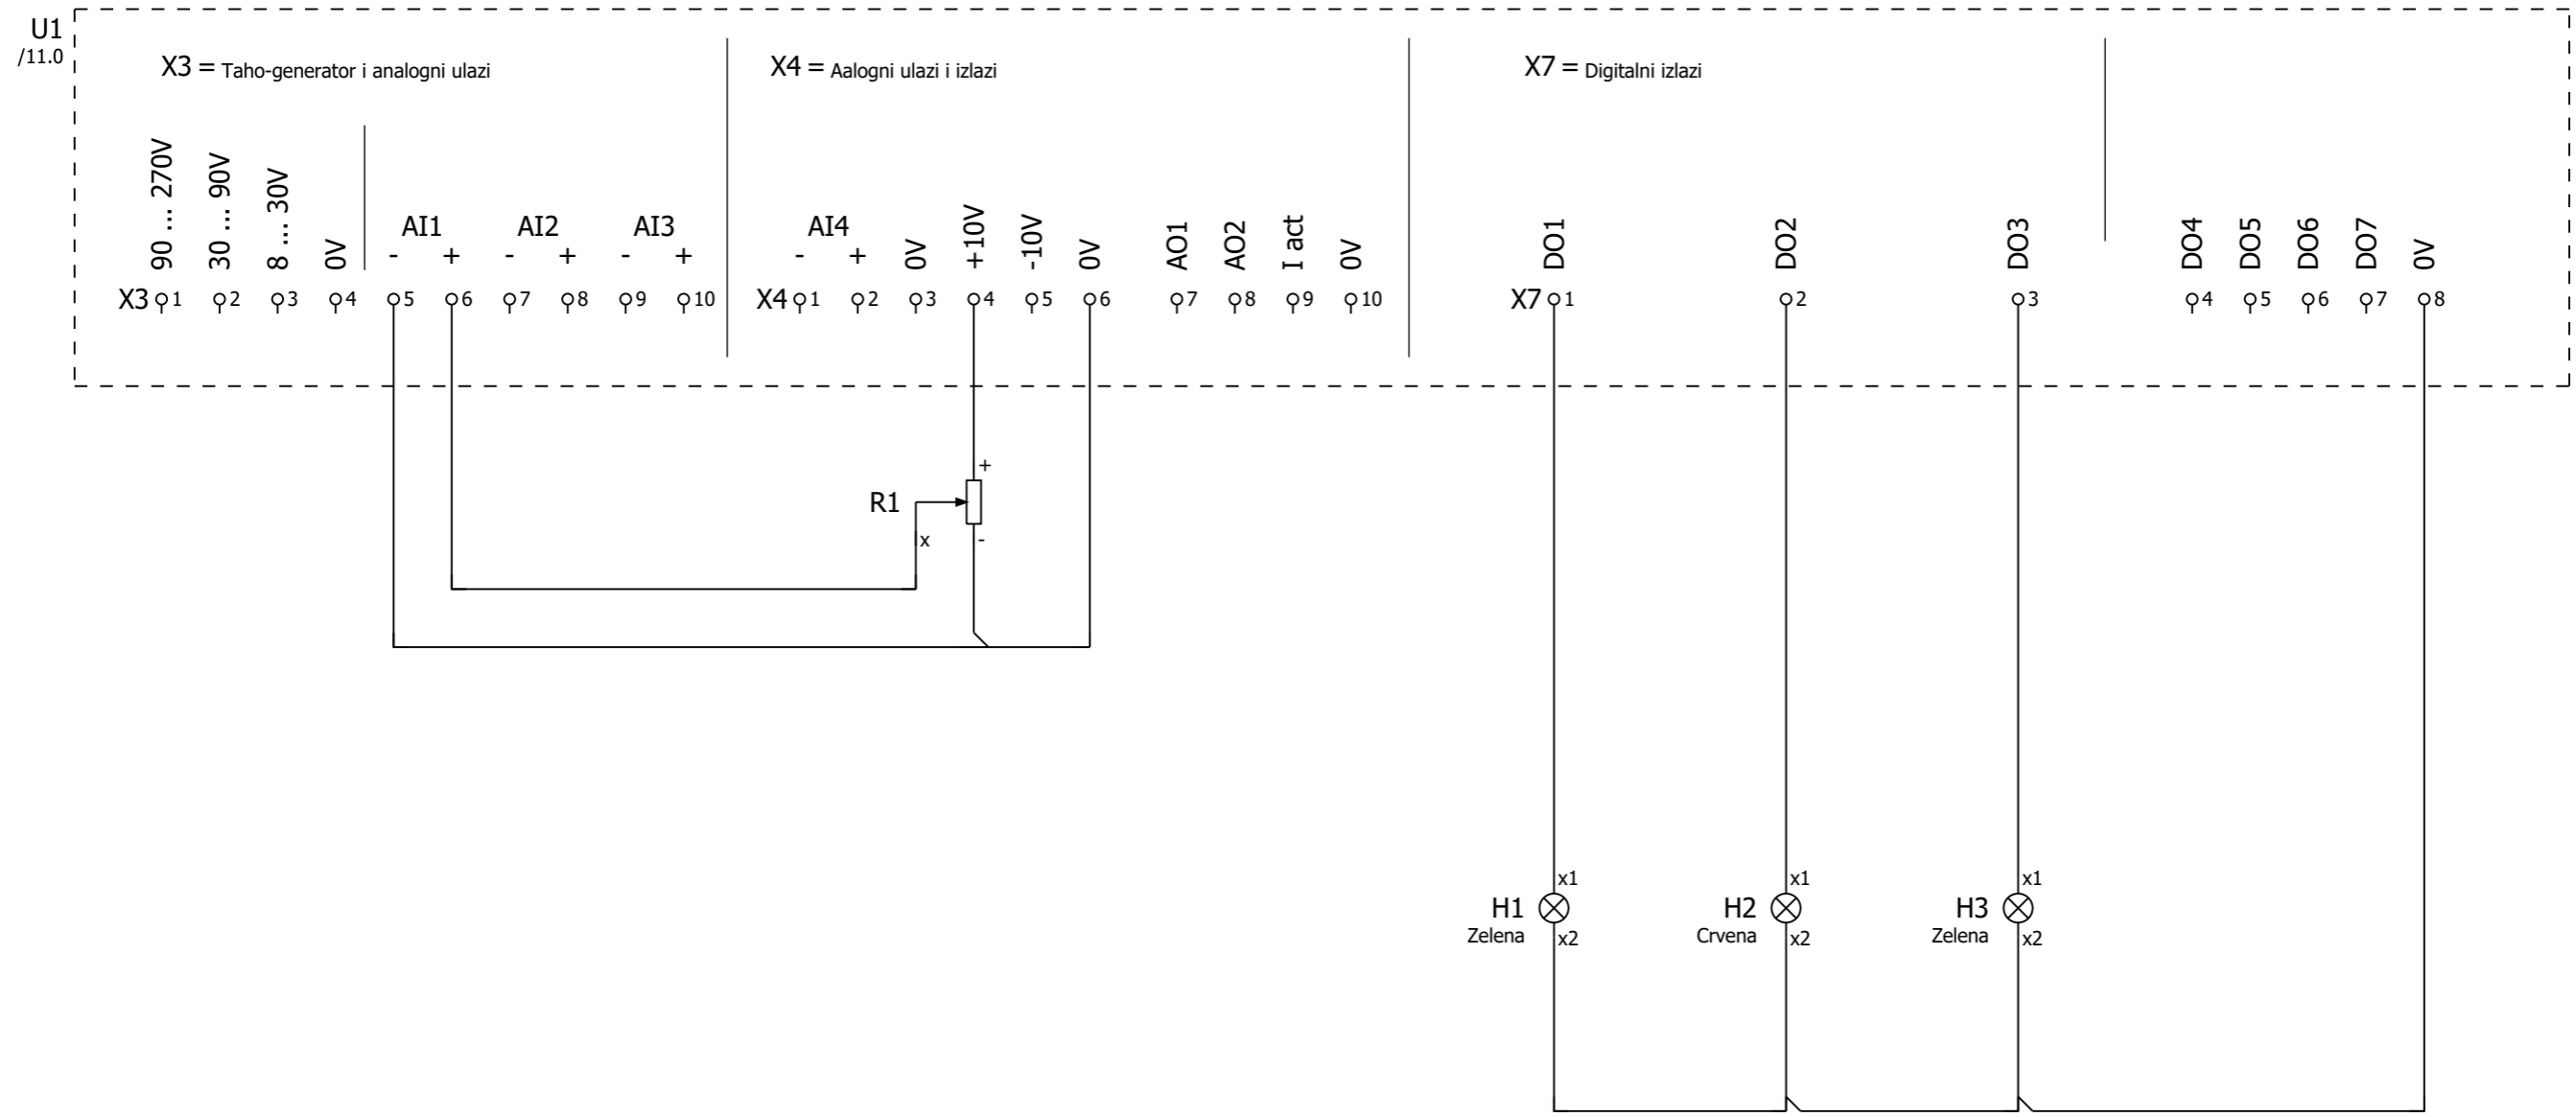 U1
/11.0
X3 = Taho-generator i analogni ulazi
X4 = Aalogni ulazi i izlazi
X7 = Digitalni izlazi
90 ... 270V
30 ... 90V
8 ... 30V
0V
AI1
- +
AI2
- +
AI3
- +
AI4
- +
0V
+10V
-10V
0V
AO1
AO2
I act
0V
DO1
DO2
DO3
DO4
DO5
DO6
DO7
0V
X3 1 2 3 4 5 6 7 8 9 10
X4 1 2 3 4 5 6 7 8 9 10
X7 1 2 3 4 5 6 7 8
+
R1
x
-
x1
H1
Zelena
x2
x1
H2
Crvena
x2
x1
H3
Zelena
x2